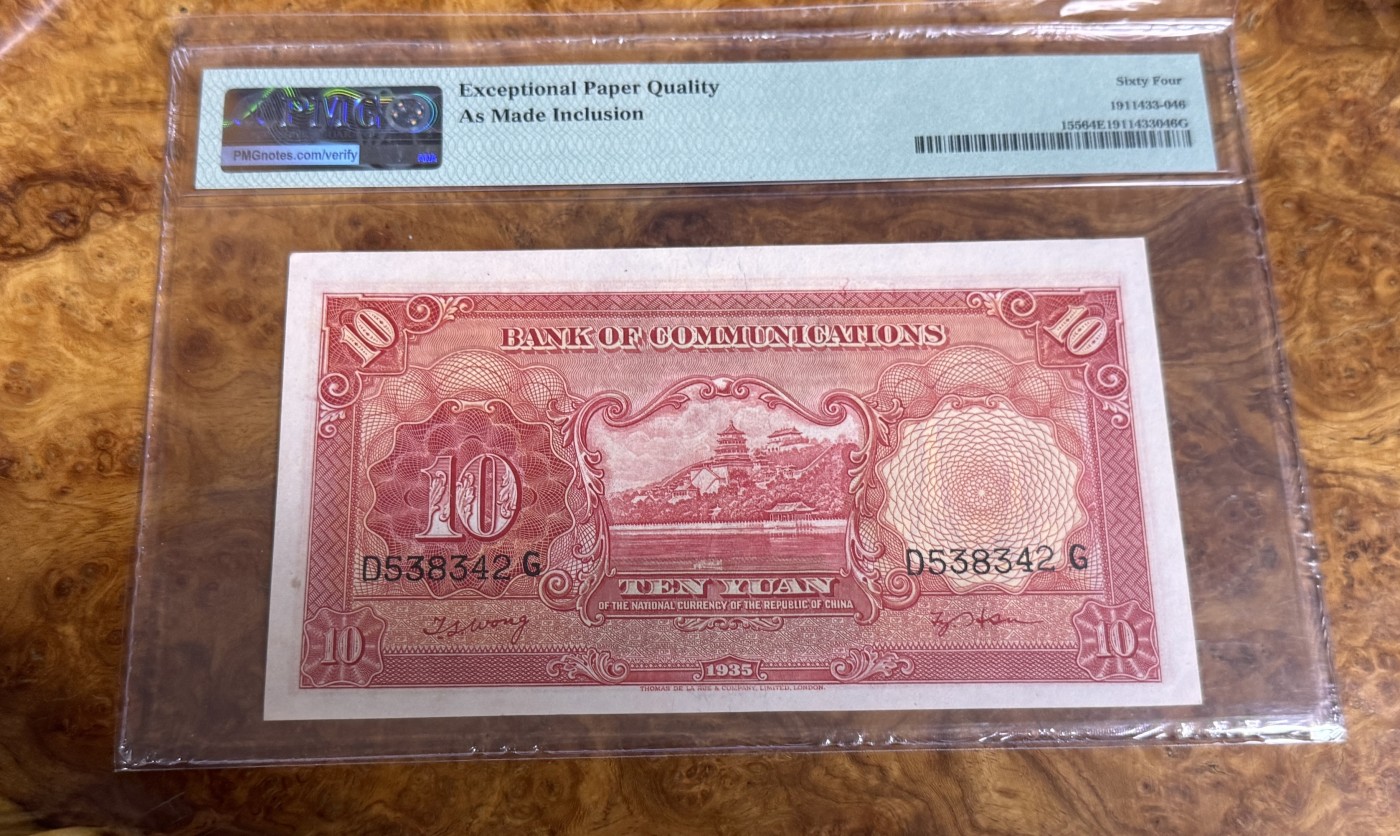 PMG
PMGnotes.com/verify
Exceptional Paper Quality
As Made Inclusion
Sixty Four
1911433-046
15564E1911433046G
10
10
BANK OF COMMUNICATIONS
10
D538342 G
D538342 G
TEN YUAN
OF THE NATIONAL CURRENCY OF THE REPUBLIC OF CHINA
T.S. Wong
10
10
1935
THOMAS DE LA RUE & COMPANY, LIMITED, LONDON.